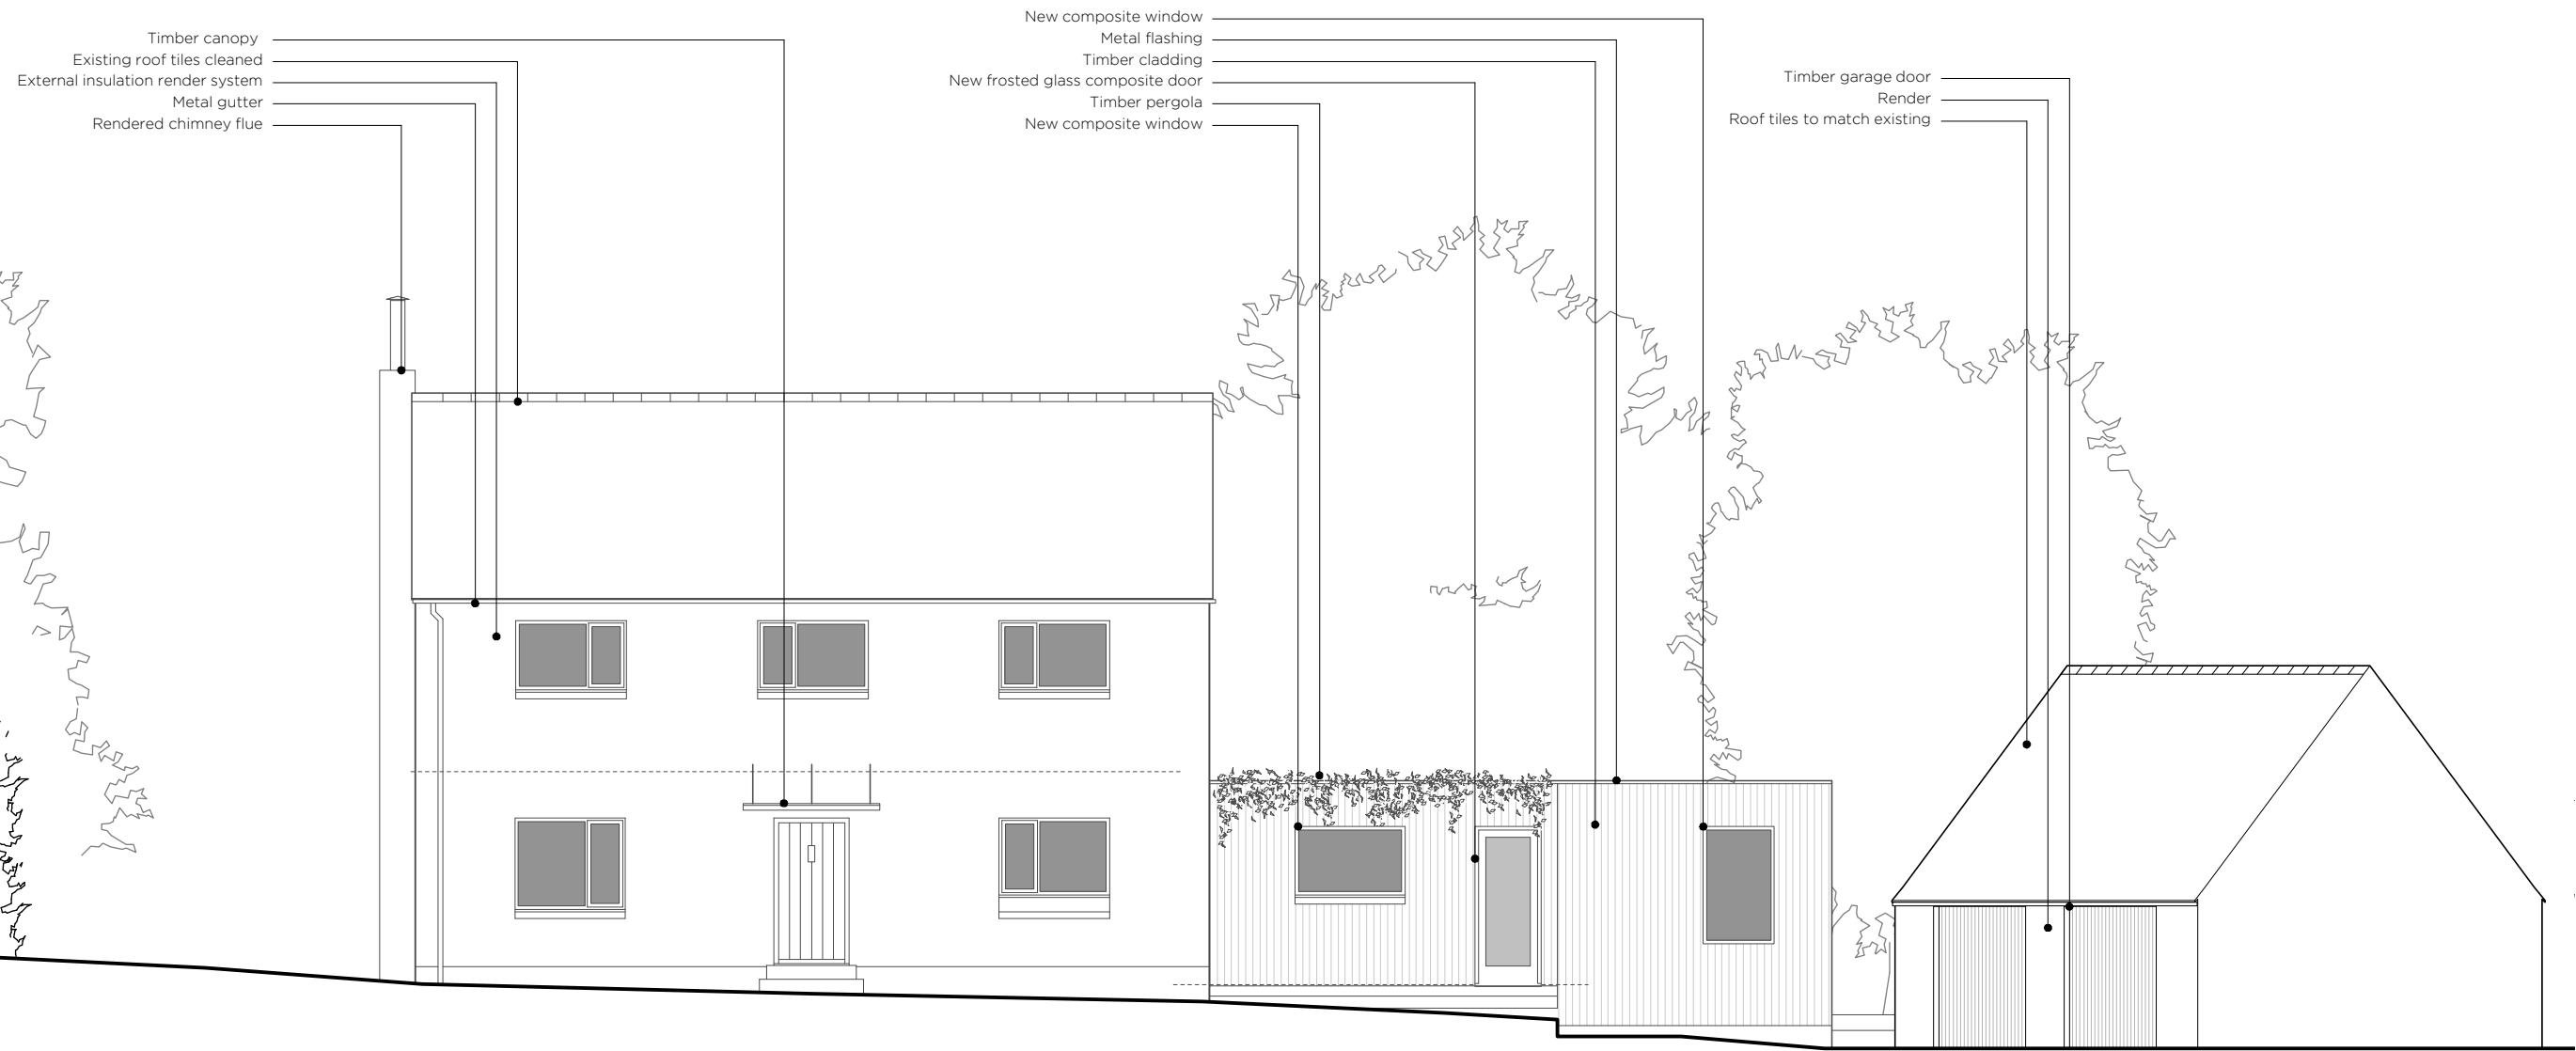 Timber canopy
Existing roof tiles cleaned
External insulation render system
Metal gutter
Rendered chimney flue
New composite window
Metal flashing
Timber cladding
New frosted glass composite door
Timber pergola
New composite window
Timber garage door
Render
Roof tiles to match existing